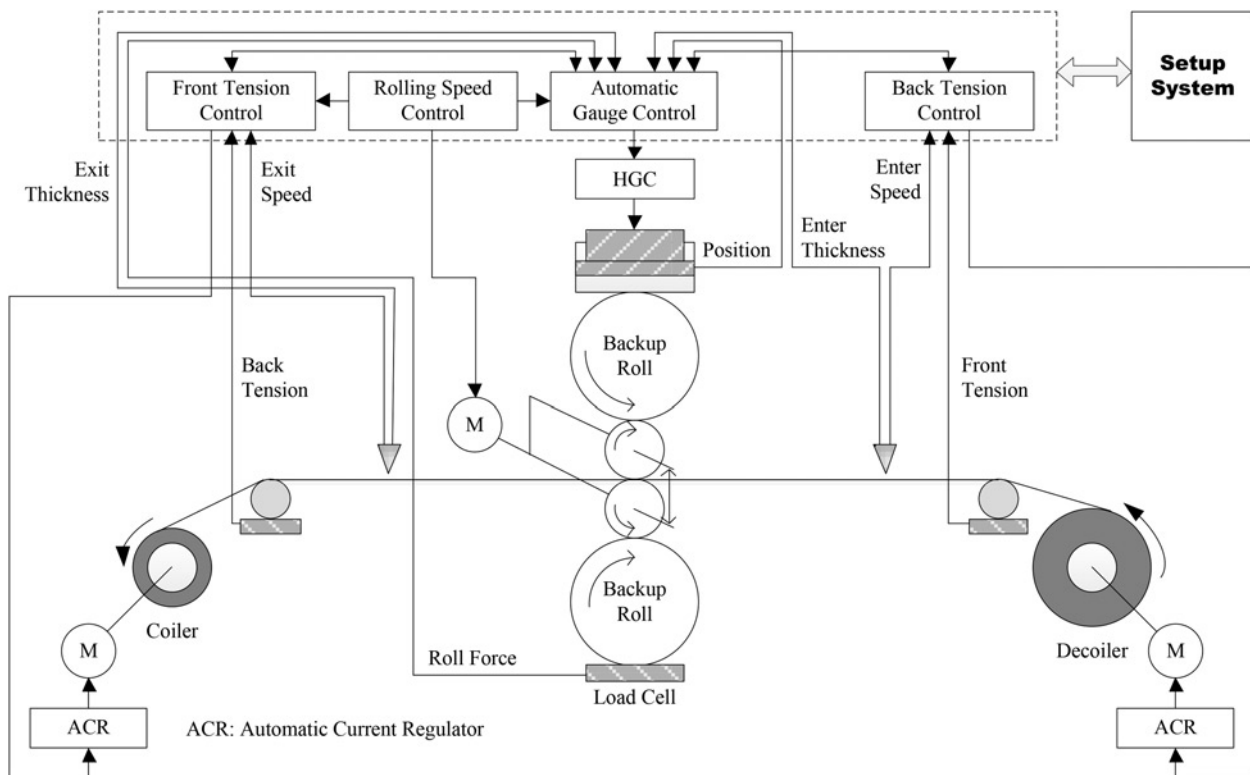 Front Tension
Control
Rolling Speed
Control
Automatic
Gauge Control
Back Tension
Control
Setup
System
Exit
Thickness
Exit
Speed
HGC
Enter
Speed
Position
Enter
Thickness
Backup
Roll
Back
Tension
Front
Tension
M
Backup
Roll
Coiler
M
Roll Force
Load Cell
Decoiler
M
ACR
ACR: Automatic Current Regulator
ACR